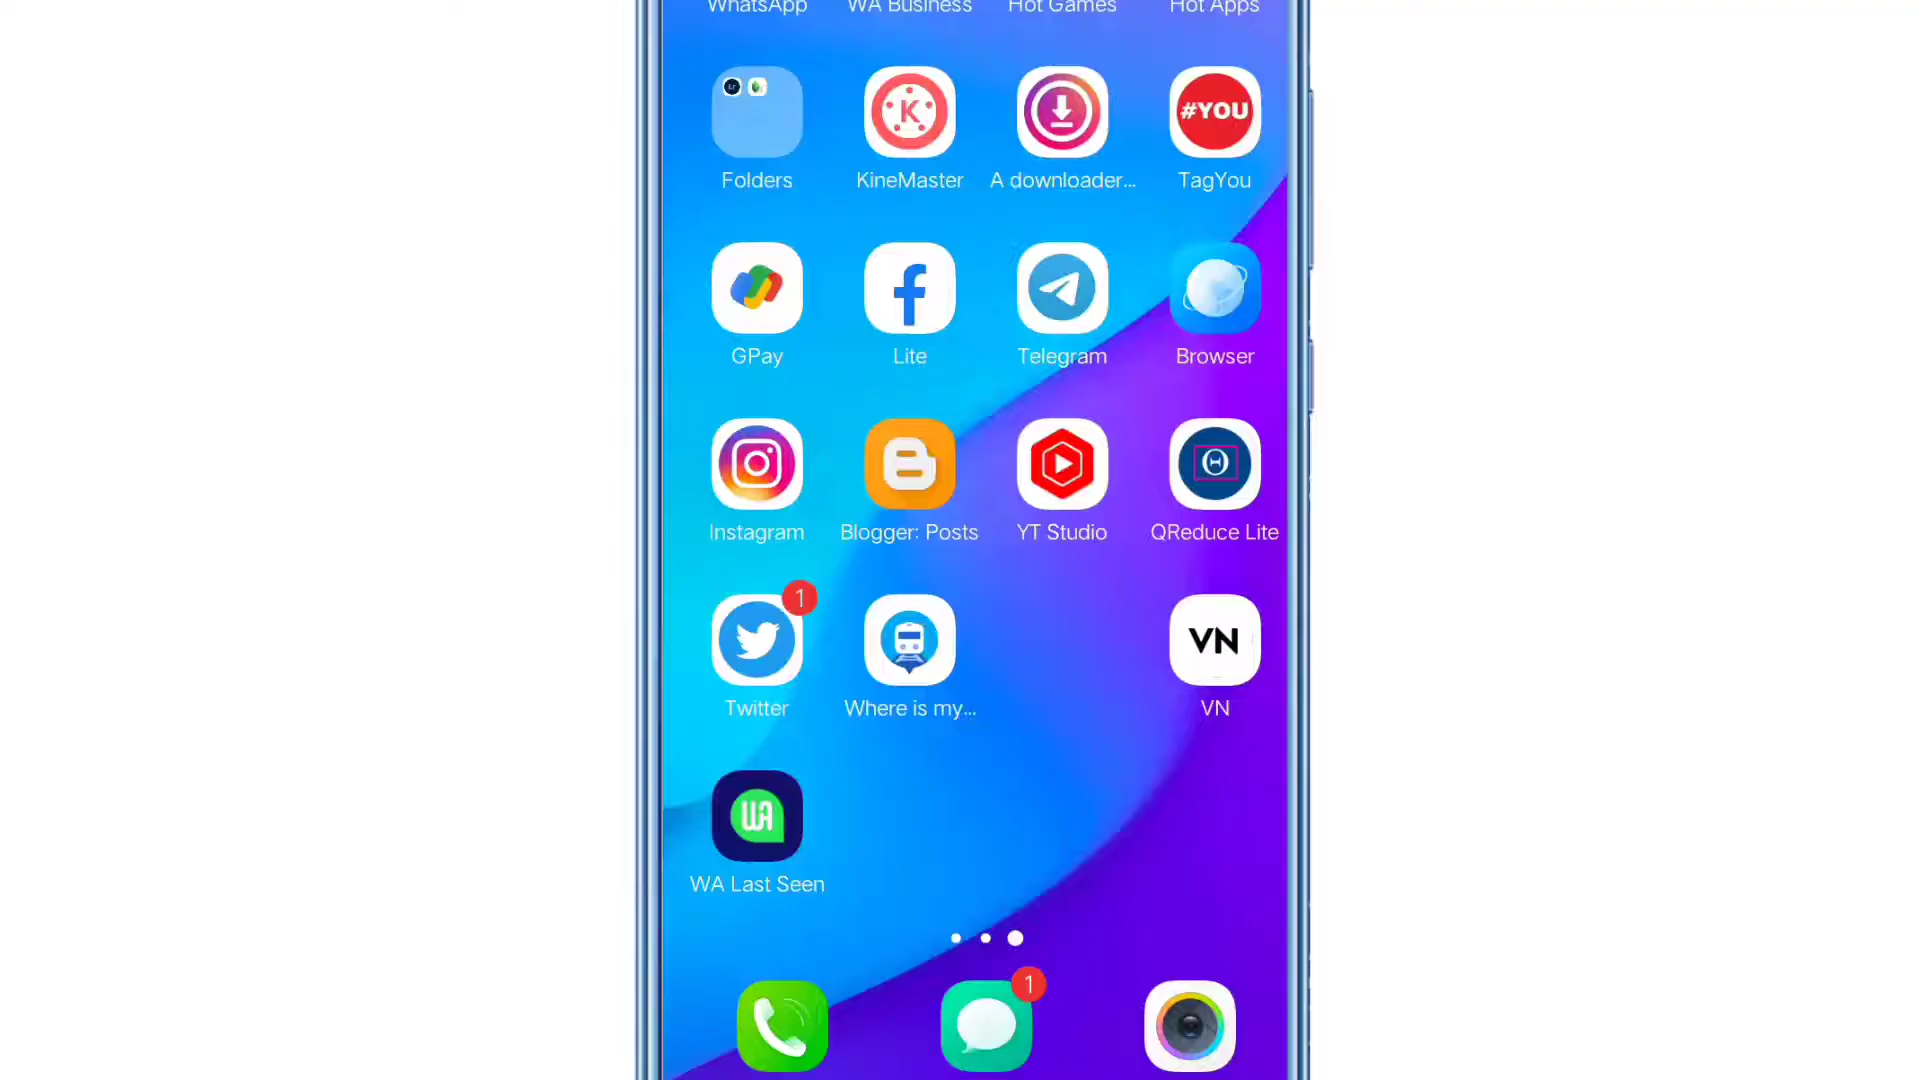 WhatsApp WA Business Hot Games Hot Apps
K #YOU
Folders KineMaster A downloader... TagYou
GPay Lite Telegram Browser
Instagram Blogger: Posts YT Studio QReduce Lite
1
VN
Twitter Where is my... VN
WA
WA Last Seen
1